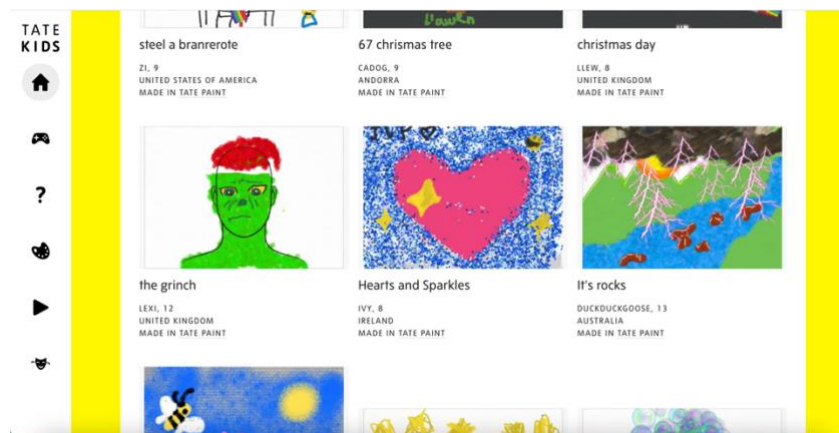 TATE
KIDS
?
steel a branrerote
ZI, 9
UNITED STATES OF AMERICA
MADE IN TATE PAINT
67 chrismas tree
CADOG, 9
ANDORRA
MADE IN TATE PAINT
christmas day
LLEW, 8
UNITED KINGDOM
MADE IN TATE PAINT
the grinch
LEXI, 12
UNITED KINGDOM
MADE IN TATE PAINT
Hearts and Sparkles
IVY, 8
IRELAND
MADE IN TATE PAINT
It's rocks
DUCKDUCKGOOSE, 13
AUSTRALIA
MADE IN TATE PAINT